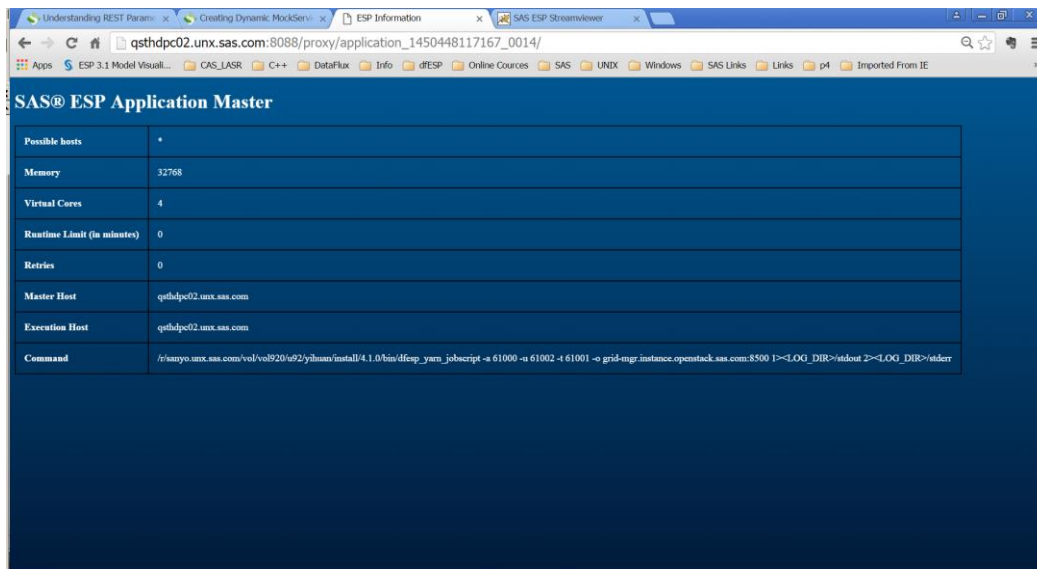 Understanding REST Param
Creating Dynamic MockServi
ESP Information
SAS ESP Streamviewer
qsthdpc02.unx.sas.com:8088/proxy/application_1450448117167_0014/
Apps ESP 3.1 Model Visuali... CAS_LASR C++ DataFlux Info dfESP Online Cources SAS UNIX Windows SAS Links Links p4 Imported From IE
SAS® ESP Application Master
Possible hosts *
Memory 32768
Virtual Cores 4
Runtime Limit (in minutes) 0
Retries 0
Master Host qsthdpc02.unx.sas.com
Execution Host qsthdpc02.unx.sas.com
Command /r/sanyo.unx.sas.com/vol/vol920/u92/yihuan/install/4.1.0/bin/dfesp_yarn_jobscript -a 61000 -u 61002 -t 61001 -o grid-mgr.instance.openstack.sas.com:8500 1><LOG_DIR>/stdout 2><LOG_DIR>/stderr